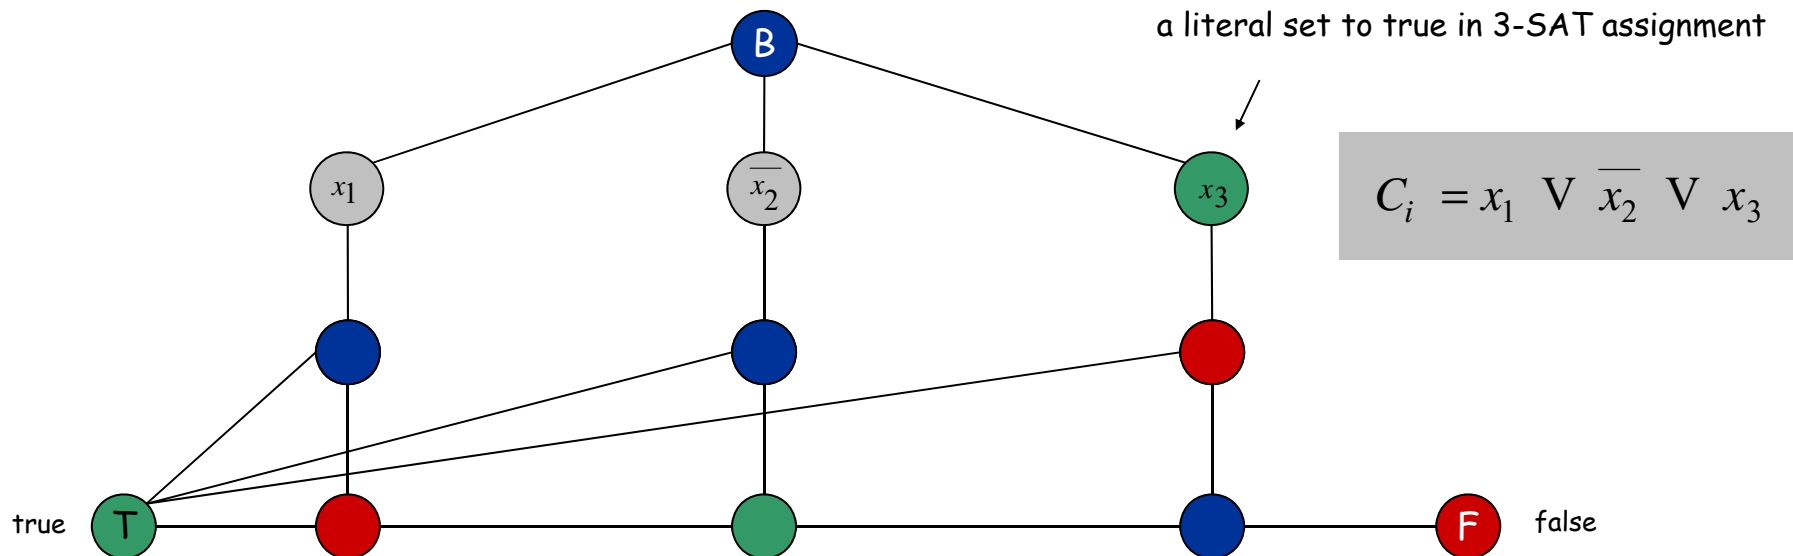 B
a literal set to true in 3-SAT assignment
x₁
x̅₂
x₃
Cᵢ = x₁ V x̅₂ V x₃
true
T
F
false